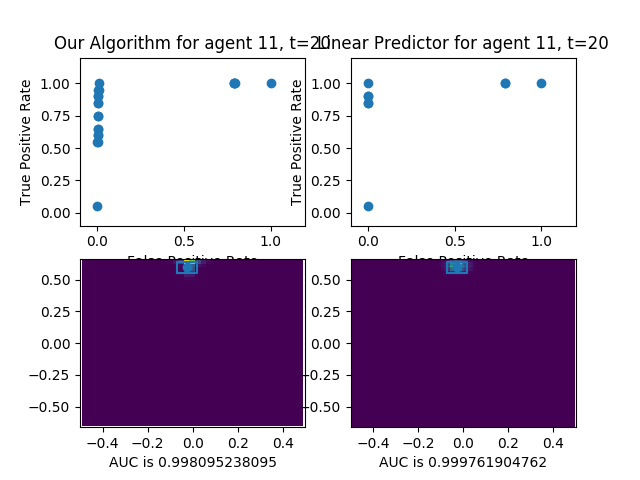 Our Algorithm for agent 11, t=20
Linear Predictor for agent 11, t=20
True Positive Rate
1.00
0.75
0.50
0.25
0.00
0.0 0.5 1.0
False Positive Rate
True Positive Rate
1.00
0.75
0.50
0.25
0.00
0.0 0.5 1.0
False Positive Rate
0.50
0.25
0.00
−0.25
−0.50
−0.4 −0.2 0.0 0.2 0.4
AUC is 0.998095238095
0.50
0.25
0.00
−0.25
−0.50
−0.4 −0.2 0.0 0.2 0.4
AUC is 0.999761904762